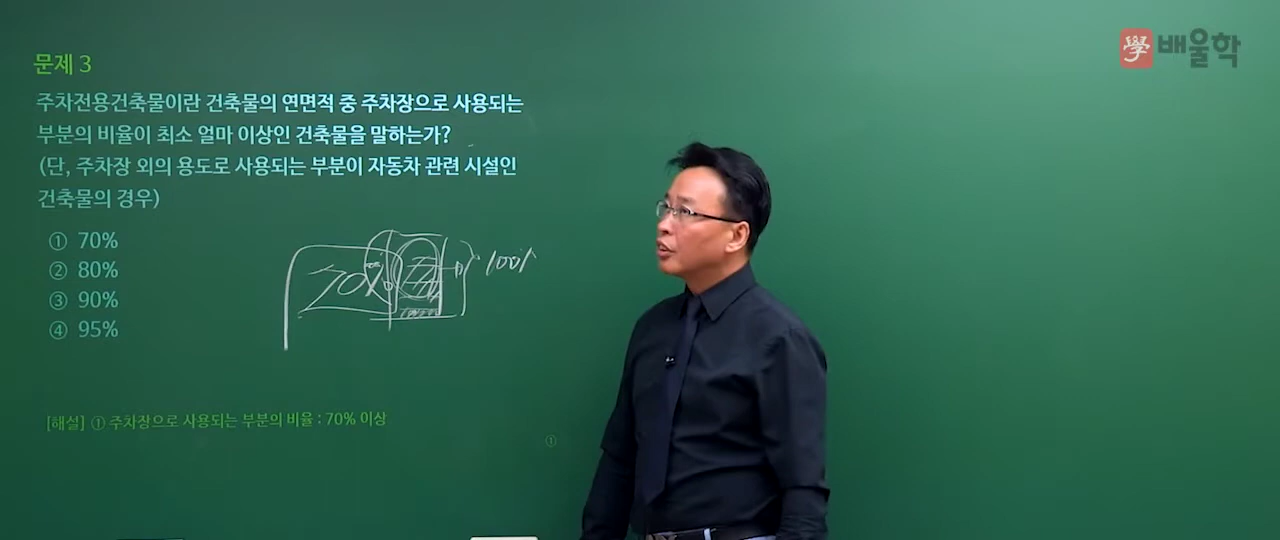 學 배울학
문제 3
주차전용건축물이란 건축물의 연면적 중 주차장으로 사용되는
부분의 비율이 최소 얼마 이상인 건축물을 말하는가?
(단, 주차장 외의 용도로 사용되는 부분이 자동차 관련 시설인
건축물의 경우)
① 70%
② 80%
③ 90%
④ 95%
70%
100%
[해설] ① 주차장으로 사용되는 부분의 비율 : 70% 이상
①